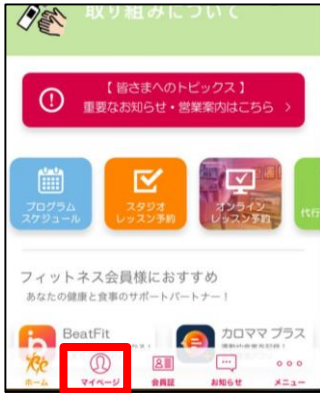 取り組みについて
【 皆さまへのトピックス 】
重要なお知らせ・営業案内はこちら
プログラム
スケジュール
スタジオ
レッスン予約
オンライン
レッスン予約
代行
フィットネス会員様におすすめ
あなたの健康と食事のサポートパートナー！
BeatFit
カロママ プラス
ホーム
マイページ
会員証
お知らせ
メニュー